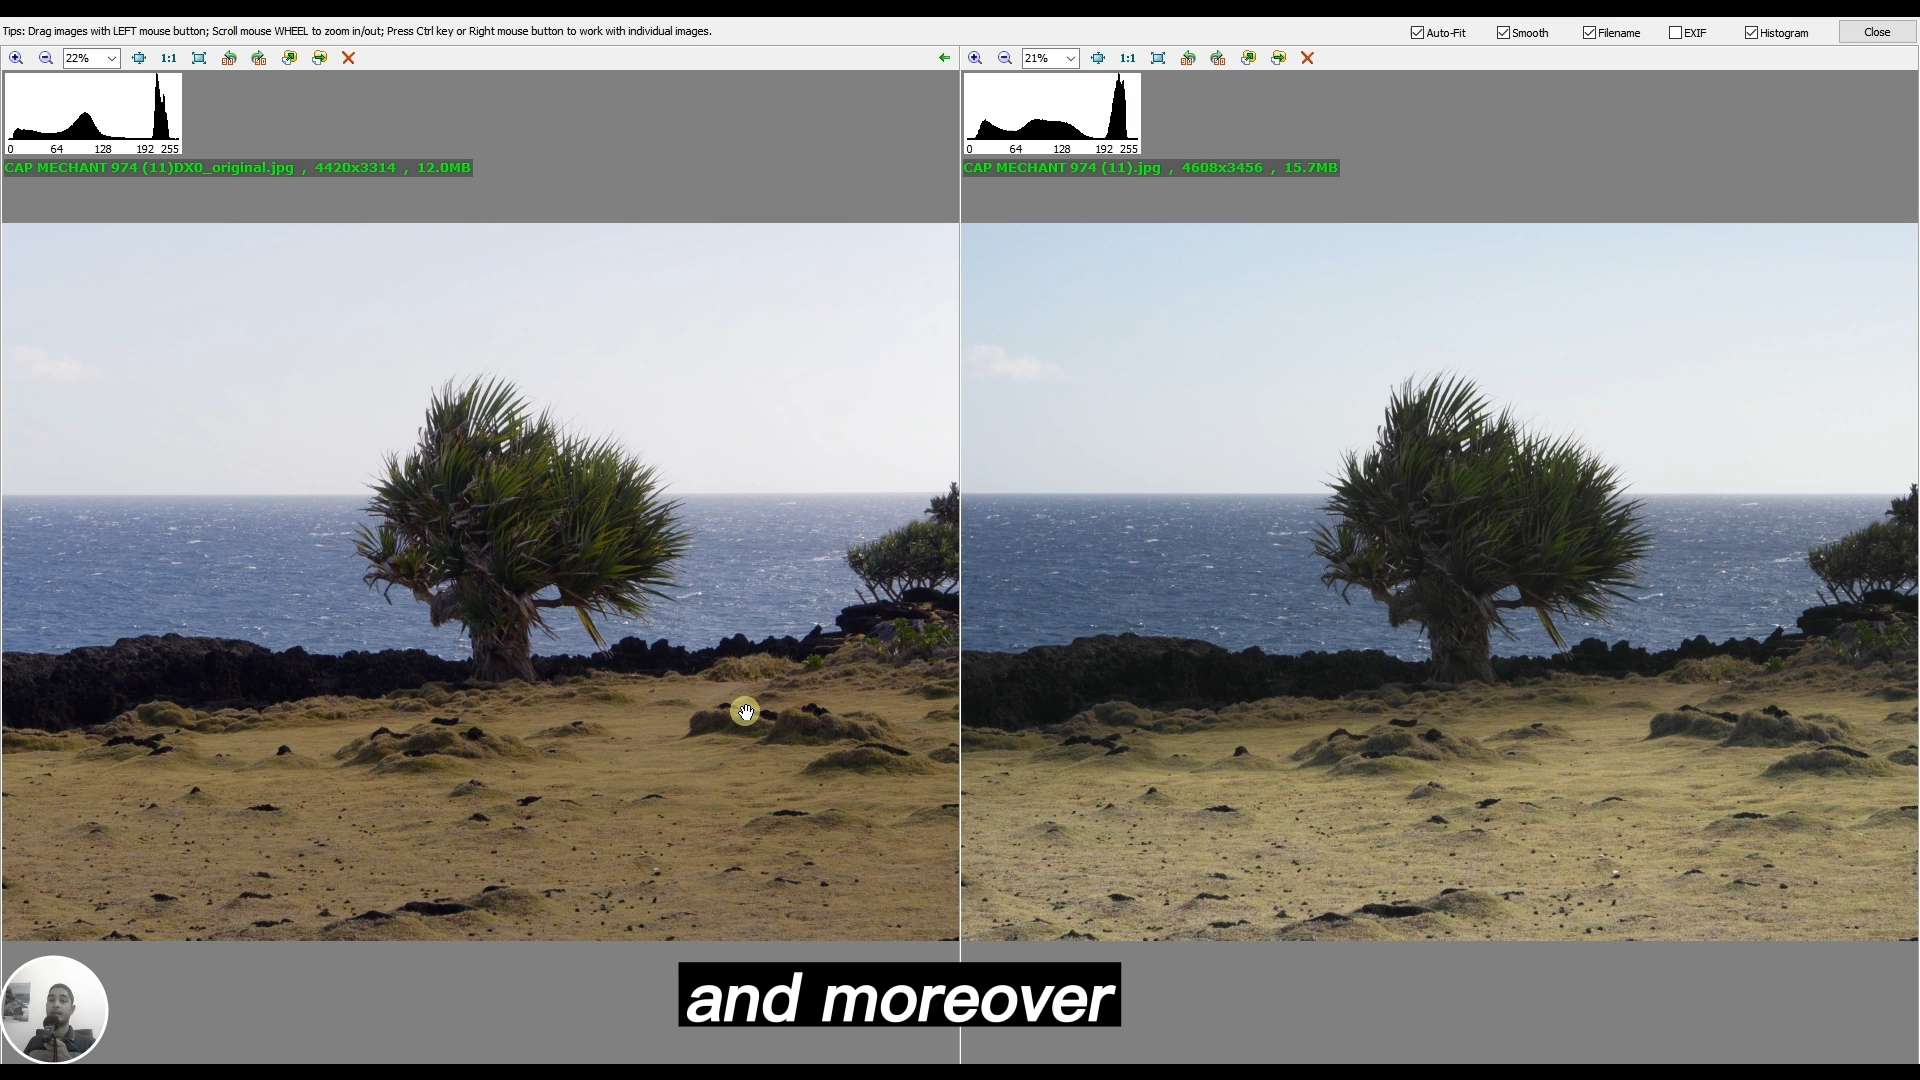 Tips: Drag images with LEFT mouse button; Scroll mouse WHEEL to zoom in/out; Press Ctrl key or Right mouse button to work with individual images.
Auto-Fit Smooth Filename EXIF Histogram Close
22% 1:1
21% 1:1
0 64 128 192 255
0 64 128 192 255
CAP MECHANT 974 (11)DX0_original.jpg , 4420x3314 , 12.0MB
CAP MECHANT 974 (11).jpg , 4608x3456 , 15.7MB
and moreover